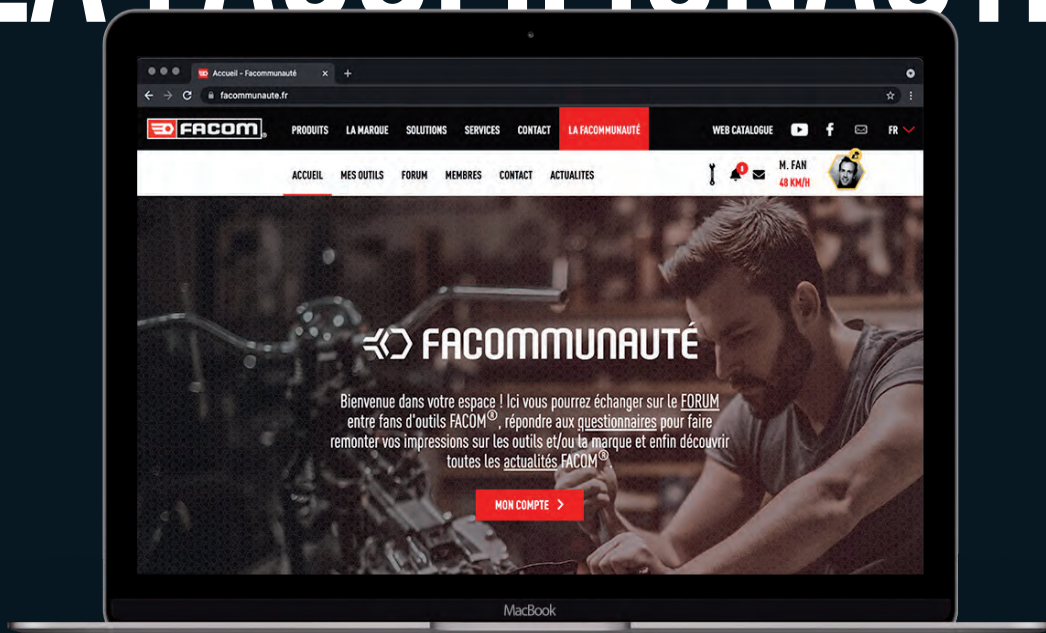 LA FACOMMUNAUTÉ
Accueil - Facommunauté
facommunaute.fr
FACOM®
PRODUITS LA MARQUE SOLUTIONS SERVICES CONTACT LA FACOMMUNAUTÉ WEB CATALOGUE FR
ACCUEIL MES OUTILS FORUM MEMBRES CONTACT ACTUALITES
M. FAN
48 KM/H
FACOMMUNAUTÉ
Bienvenue dans votre espace ! Ici vous pourrez échanger sur le FORUM
entre fans d'outils FACOM®, répondre aux questionnaires pour faire
remonter vos impressions sur les outils et/ou la marque et enfin découvrir
toutes les actualités FACOM®.
MON COMPTE
MacBook